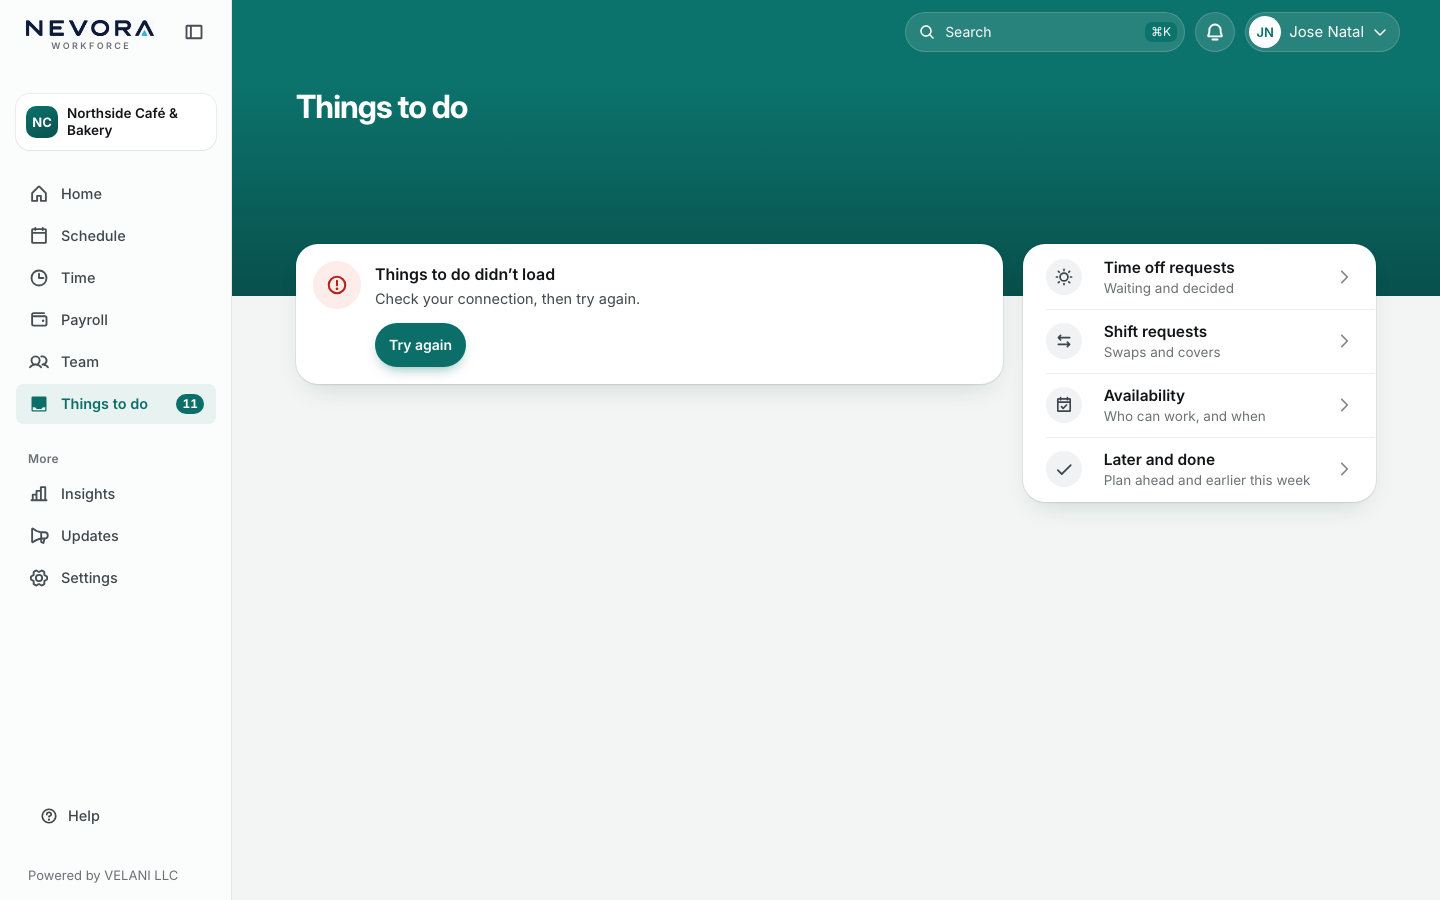 NEVORA
WORKFORCE
Search
⌘K
JN
Jose Natal
NC
Northside Café &
Bakery
Things to do
Home
Schedule
Time
Payroll
Team
Things to do
11
More
Insights
Updates
Settings
Help
Powered by VELANI LLC
Things to do didn’t load
Check your connection, then try again.
Try again
Time off requests
Waiting and decided
Shift requests
Swaps and covers
Availability
Who can work, and when
Later and done
Plan ahead and earlier this week